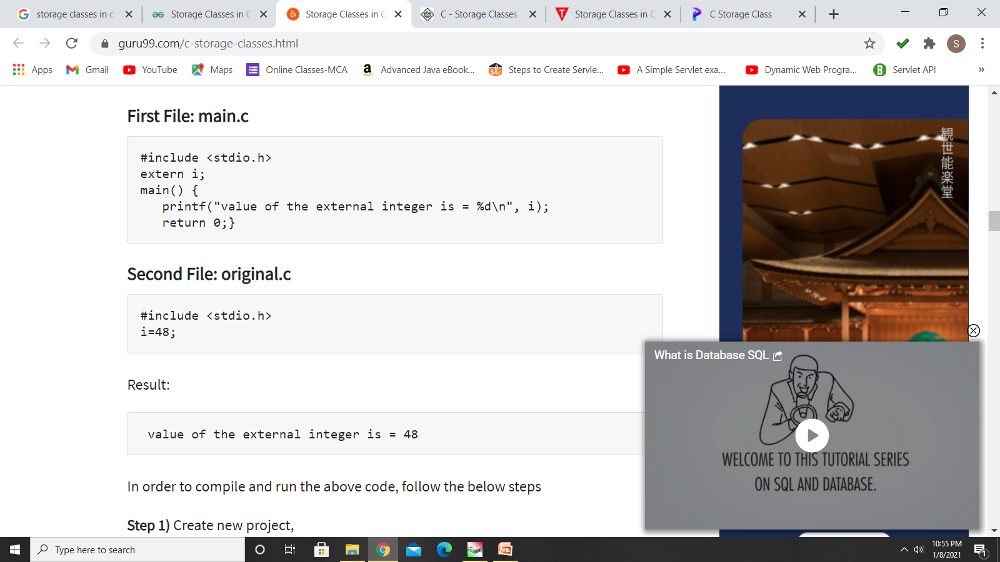 storage classes in c
Storage Classes in C
Storage Classes in C
C - Storage Classes
Storage Classes in C
C Storage Class
guru99.com/c-storage-classes.html
S
Apps
Gmail
YouTube
Maps
Online Classes-MCA
Advanced Java eBook...
Steps to Create Servle...
A Simple Servlet exa...
Dynamic Web Progra...
Servlet API
»
First File: main.c
#include <stdio.h>
extern i;
main() {
   printf("value of the external integer is = %d\n", i);
   return 0;}
Second File: original.c
#include <stdio.h>
i=48;
Result:
value of the external integer is = 48
In order to compile and run the above code, follow the below steps
Step 1) Create new project,
観世能楽堂
What is Database SQL
WELCOME TO THIS TUTORIAL SERIES
ON SQL AND DATABASE.
Type here to search
10:55 PM
1/8/2021
1